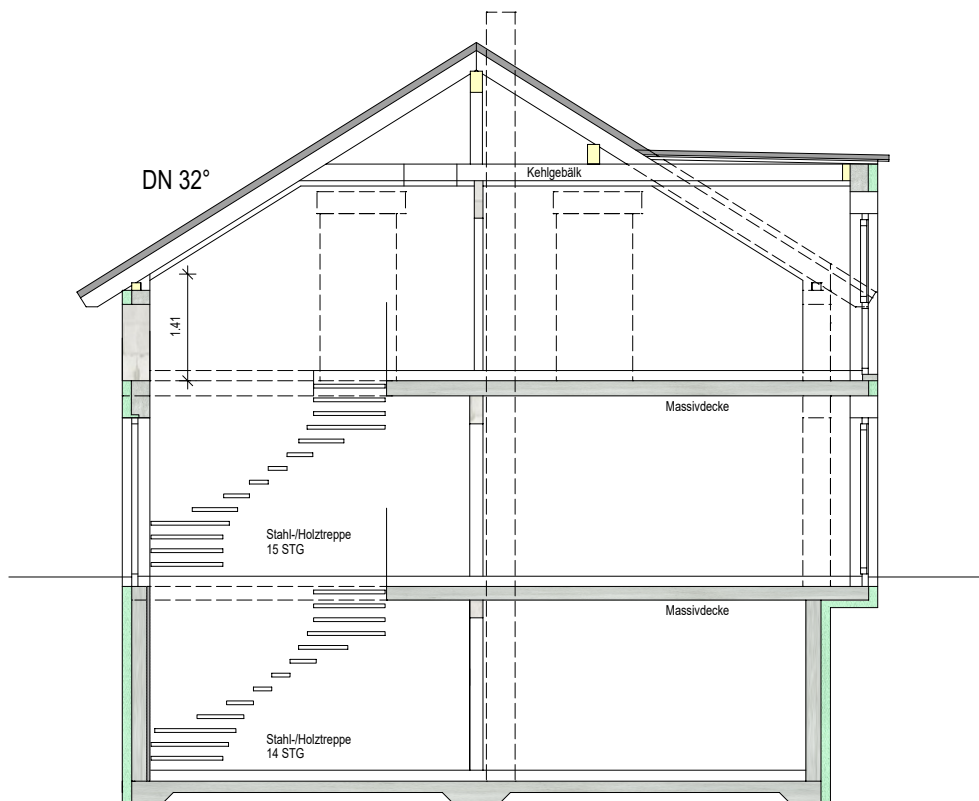 DN 32°
Kehlgebälk
1.41
Massivdecke
Stahl-/Holztreppe
15 STG
Massivdecke
Stahl-/Holztreppe
14 STG